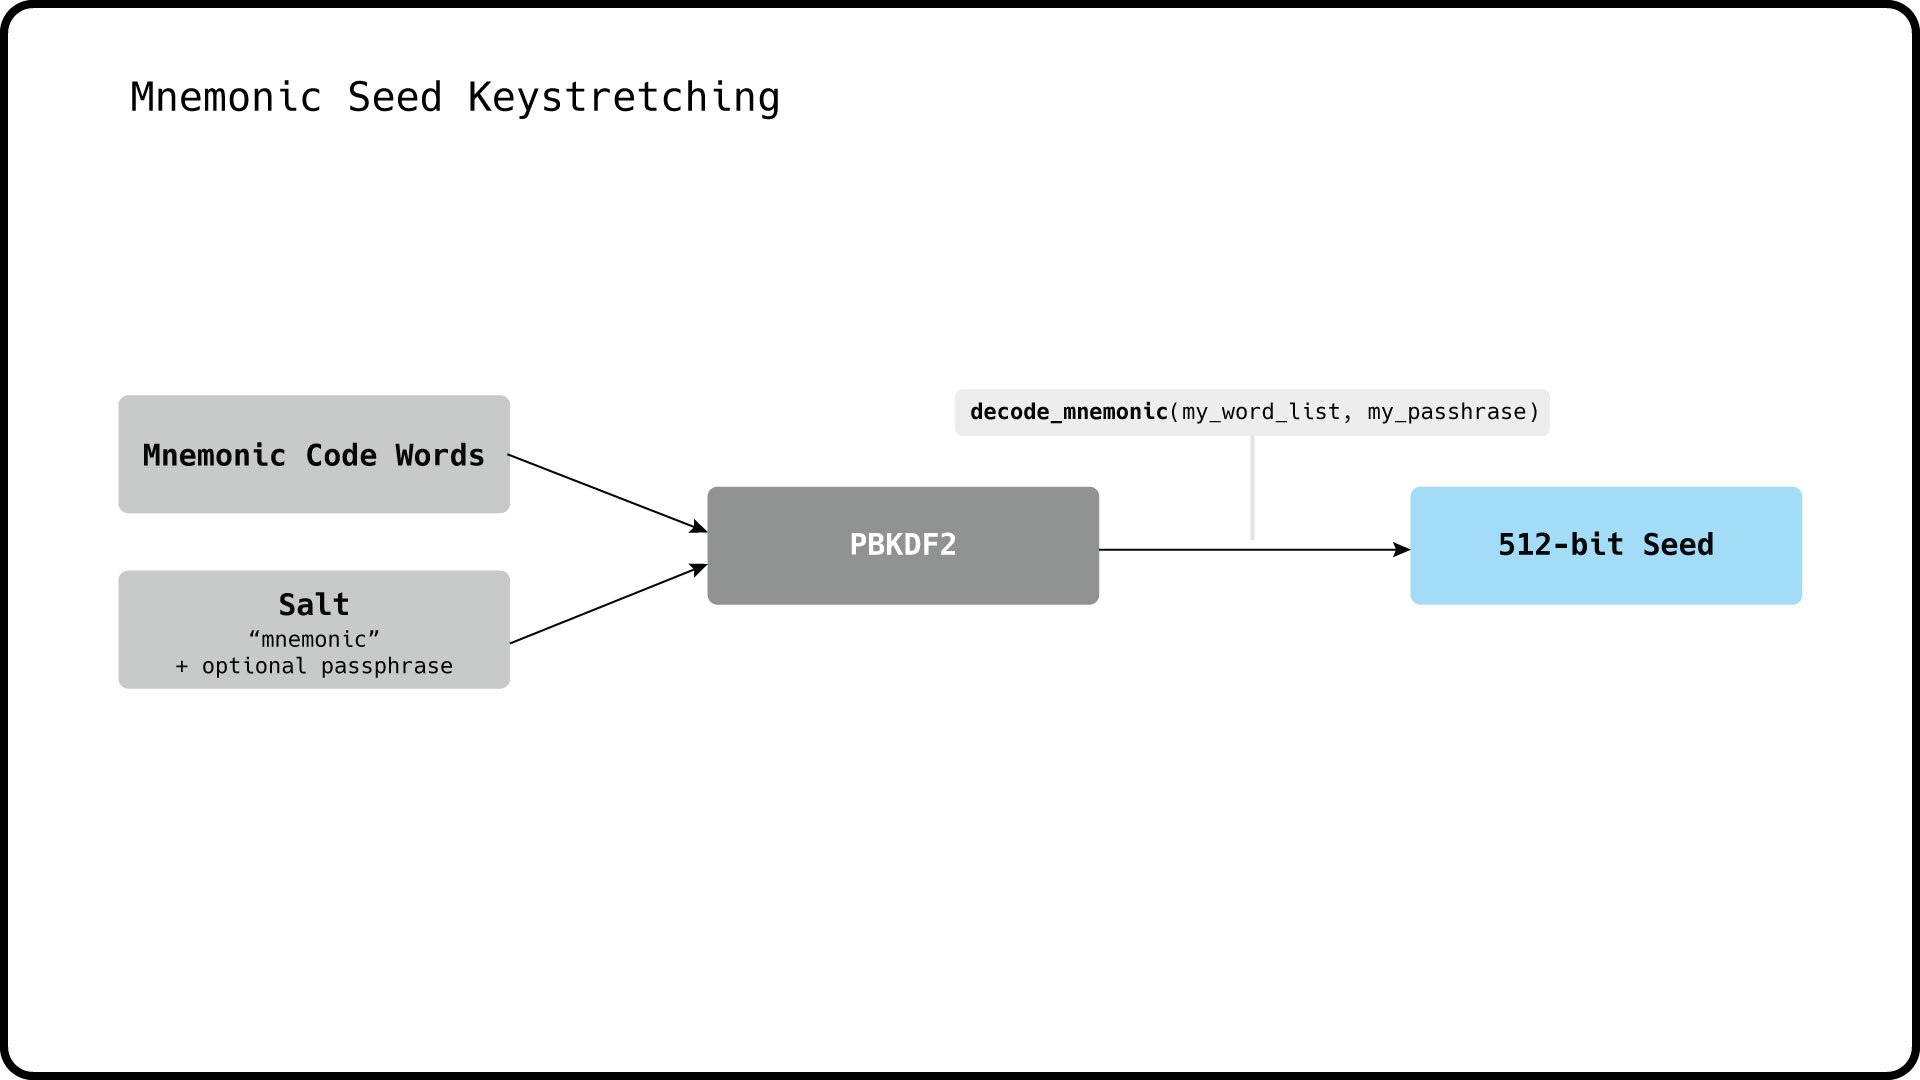 Mnemonic Seed Keystretching
Mnemonic Code Words
Salt
“mnemonic”
+ optional passphrase
PBKDF2
decode_mnemonic(my_word_list, my_passhrase)
512-bit Seed